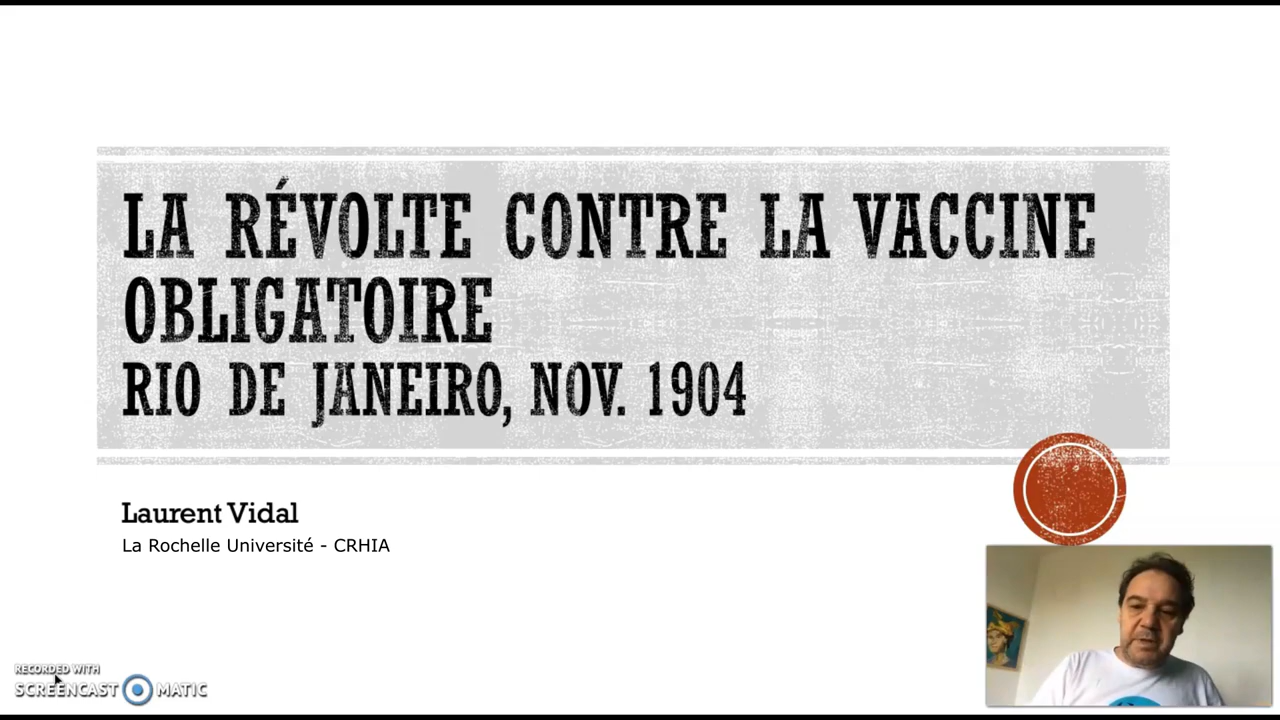 LA RÉVOLTE CONTRE LA VACCINE
OBLIGATOIRE
RIO DE JANEIRO, NOV. 1904
Laurent Vidal
La Rochelle Université - CRHIA
RECORDED WITH
SCREENCAST MATIC